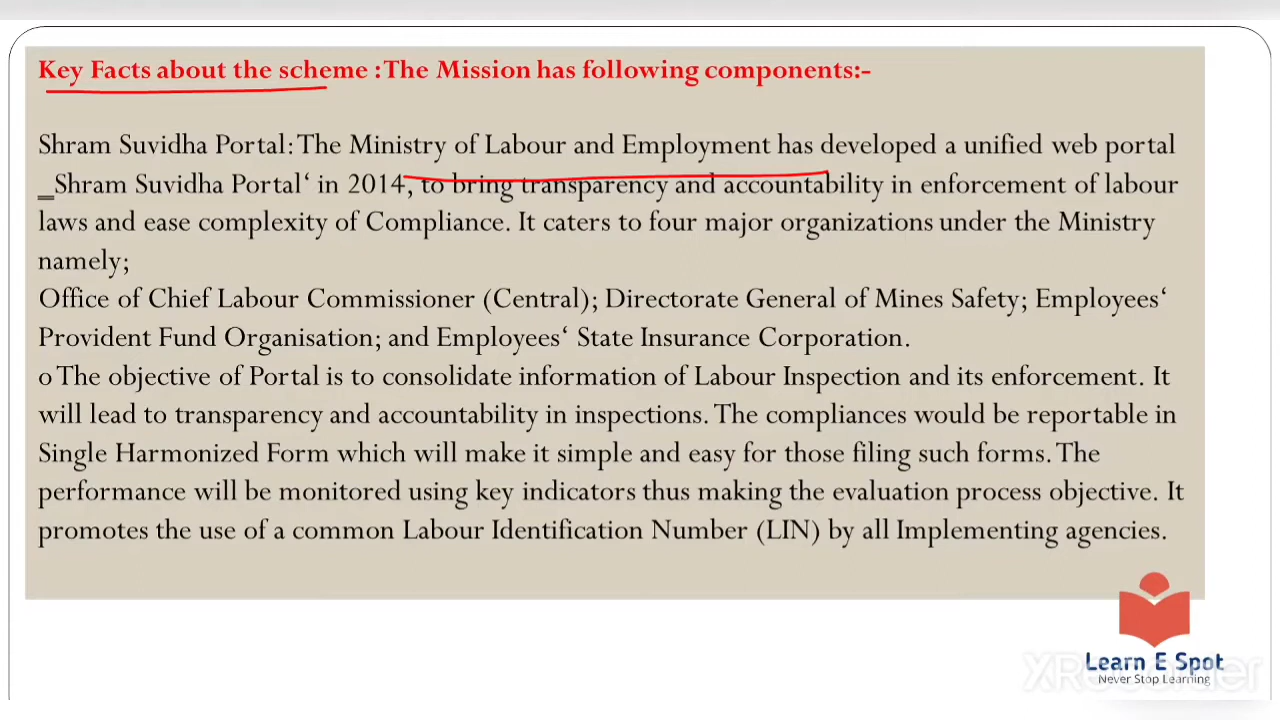 Key Facts about the scheme :The Mission has following components:-
Shram Suvidha Portal: The Ministry of Labour and Employment has developed a unified web portal
_Shram Suvidha Portal‘ in 2014, to bring transparency and accountability in enforcement of labour
laws and ease complexity of Compliance. It caters to four major organizations under the Ministry
namely;
Office of Chief Labour Commissioner (Central); Directorate General of Mines Safety; Employees‘
Provident Fund Organisation; and Employees‘ State Insurance Corporation.
o The objective of Portal is to consolidate information of Labour Inspection and its enforcement. It
will lead to transparency and accountability in inspections. The compliances would be reportable in
Single Harmonized Form which will make it simple and easy for those filing such forms. The
performance will be monitored using key indicators thus making the evaluation process objective. It
promotes the use of a common Labour Identification Number (LIN) by all Implementing agencies.
Learn E Spot
Never Stop Learning
XRecorder